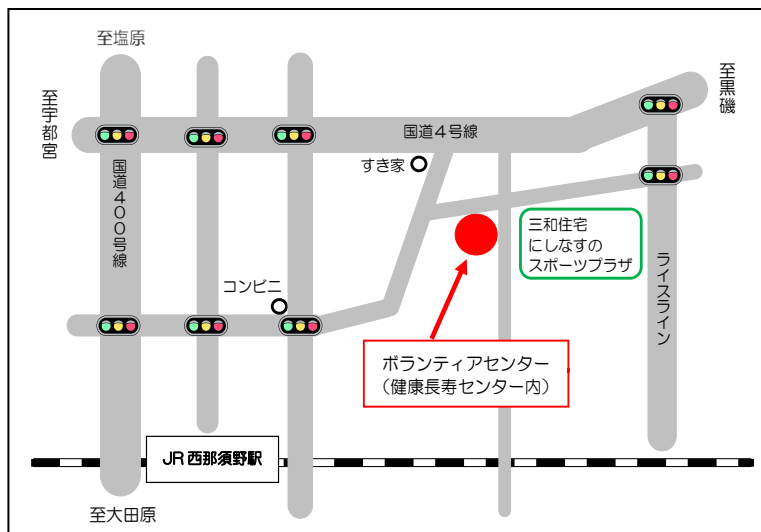 至塩原
至宇都宮
至黒磯
国道４号線
すき家
国道４００号線
三和住宅
にしなすの
スポーツプラザ
ライスライン
コンビニ
ボランティアセンター
（健康長寿センター内）
JR西那須野駅
至大田原